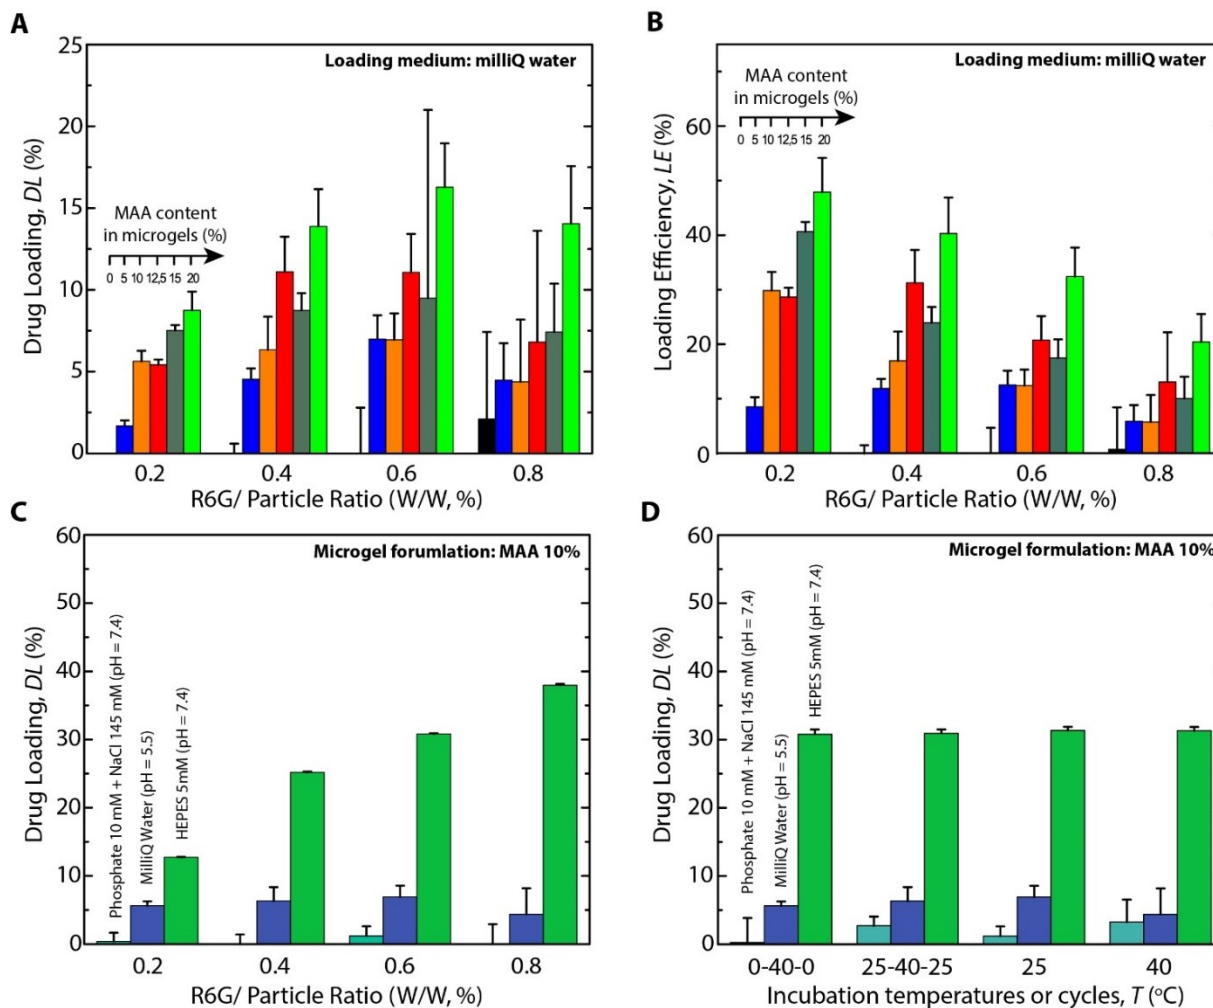 A
Loading medium: milliQ water
MAA content
in microgels (%)
0 5 10 12,5 15 20
Drug Loading, DL (%)
25
20
15
10
5
0
0.2 0.4 0.6 0.8
R6G/ Particle Ratio (W/W, %)
B
Loading medium: milliQ water
MAA content
in microgels (%)
0 5 10 12,5 15 20
Loading Efficiency, LE (%)
60
40
20
0
0.2 0.4 0.6 0.8
R6G/ Particle Ratio (W/W, %)
C
Microgel forumlation: MAA 10%
Drug Loading, DL (%)
60
50
40
30
20
10
0
Phosphate 10 mM + NaCl 145 mM (pH = 7.4)
MilliQ Water (pH = 5.5)
HEPES 5mM (pH = 7.4)
0.2 0.4 0.6 0.8
R6G/ Particle Ratio (W/W, %)
D
Microgel formulation: MAA 10%
Drug Loading, DL (%)
60
50
40
30
20
10
0
Phosphate 10 mM + NaCl 145 mM (pH = 7.4)
MilliQ Water (pH = 5.5)
HEPES 5mM (pH = 7.4)
0-40-0 25-40-25 25 40
Incubation temperatures or cycles, T (°C)